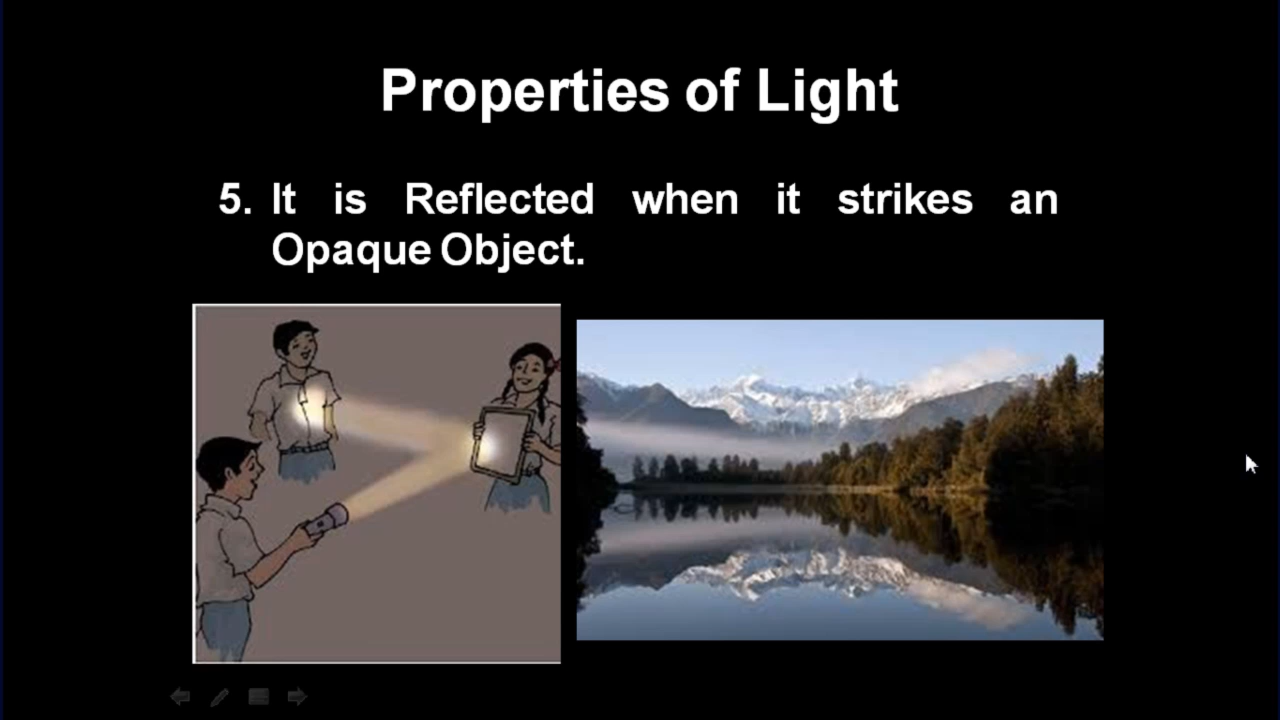 Properties of Light
5. It is Reflected when it strikes an
Opaque Object.